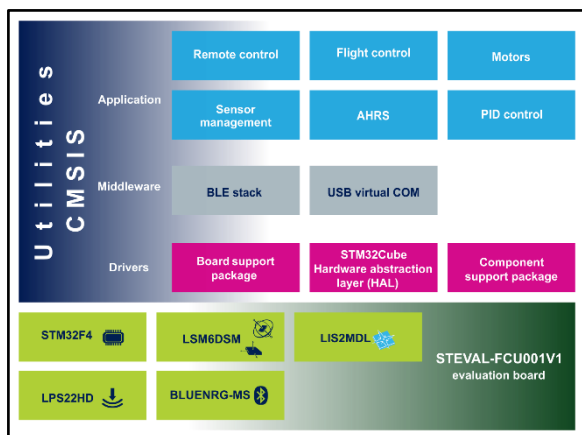 Utilities
CMSIS
Application
Remote control
Flight control
Motors
Sensor
management
AHRS
PID control
Middleware
BLE stack
USB virtual COM
Drivers
Board support
package
STM32Cube
Hardware abstraction
layer (HAL)
Component
support package
STM32F4
LSM6DSM
LIS2MDL
LPS22HD
BLUENRG-MS
STEVAL-FCU001V1
evaluation board